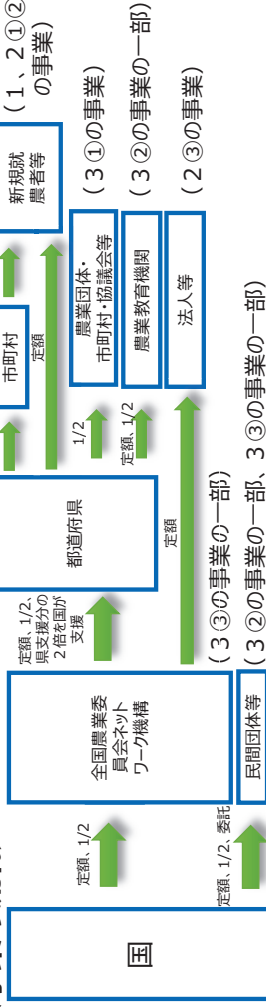 国
定額、1/2
定額、1/2、委託
全国農業委
員会ネット
ワーク機構
(3③の事業の一部)
民間団体等
(3②の事業の一部、3③の事業の一部)
定額、1/2、
県支援分の
2倍を国が
支援
都道府県
定額
市町村
定額
1/2
定額、1/2
新規就
農者等
(1、2①②
の事業)
農業団体・
市町村・協議会等
(3①の事業)
農業教育機関
(3②の事業の一部)
法人等
(2③の事業)